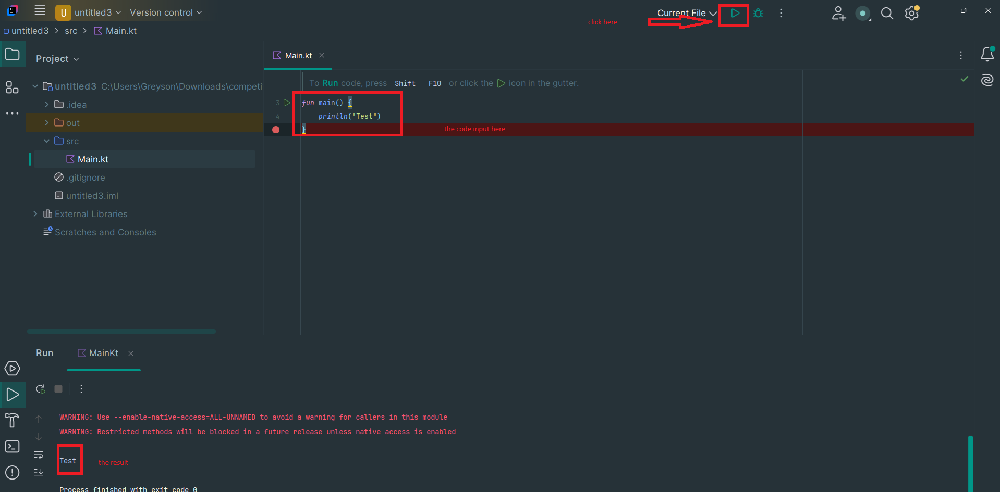 U untitled3 Version control
Current File
click here
untitled3 > src > Main.kt
Project
Main.kt
untitled3 C:\Users\Greyson\Downloads\competit
.idea
out
src
Main.kt
.gitignore
untitled3.iml
External Libraries
Scratches and Consoles
To Run code, press Shift F10 or click the icon in the gutter.
3 fun main() {
4 println("Test")
}
the code input here
Run MainKt
WARNING: Use --enable-native-access=ALL-UNNAMED to avoid a warning for callers in this module
WARNING: Restricted methods will be blocked in a future release unless native access is enabled
Test
the result
Process finished with exit code 0